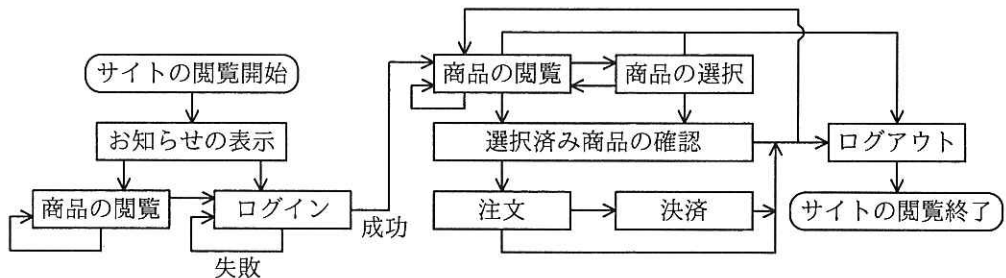 サイトの閲覧開始
お知らせの表示
商品の閲覧
ログイン
失敗
成功
商品の閲覧
商品の選択
選択済み商品の確認
注文
決済
ログアウト
サイトの閲覧終了